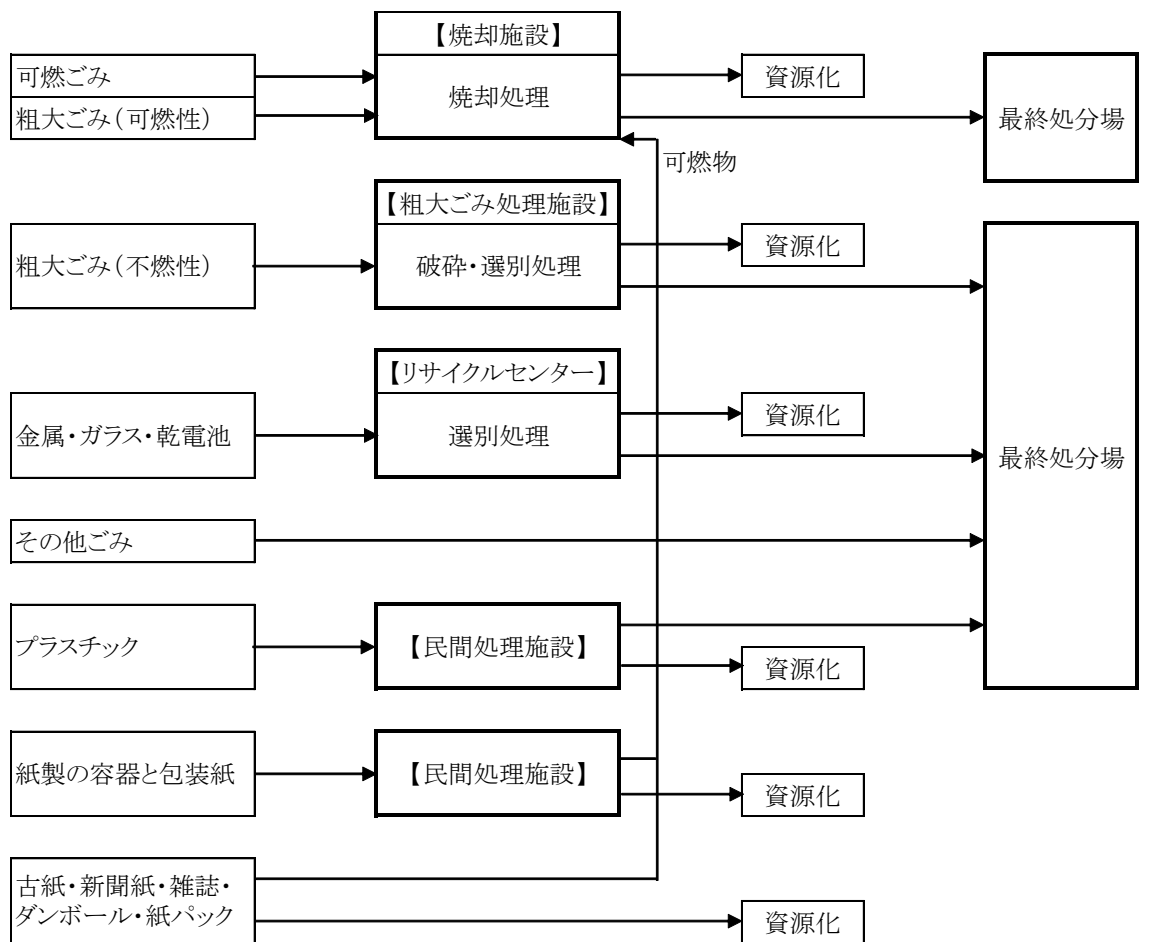 【焼却施設】
可燃ごみ
粗大ごみ(可燃性)
焼却処理
資源化
最終処分場
可燃物
【粗大ごみ処理施設】
粗大ごみ(不燃性)
破砕・選別処理
資源化
【リサイクルセンター】
金属・ガラス・乾電池
選別処理
資源化
最終処分場
その他ごみ
プラスチック
【民間処理施設】
資源化
紙製の容器と包装紙
【民間処理施設】
資源化
古紙・新聞紙・雑誌・
ダンボール・紙パック
資源化